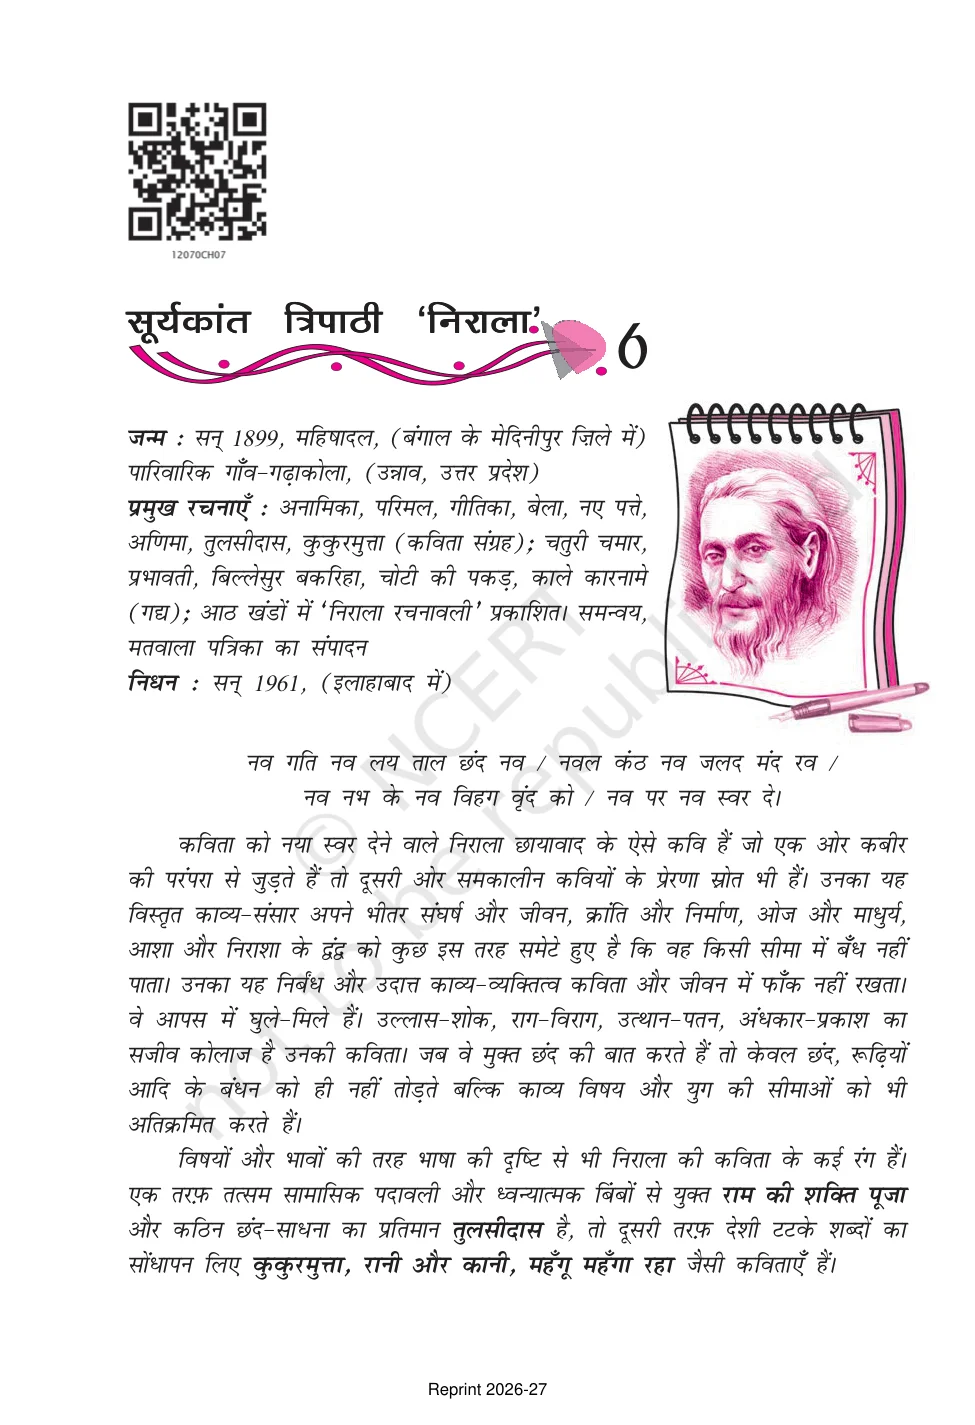 12070CH07
सूर्यकांत त्रिपाठी ‘निराला’
6
जन्म : सन् 1899, महिषादल, (बंगाल के मेदिनीपुर ज़िले में)
पारिवारिक गाँव-गढ़ाकोला, (उन्नाव, उत्तर प्रदेश)
प्रमुख रचनाएँ : अनामिका, परिमल, गीतिका, बेला, नए पत्ते,
अणिमा, तुलसीदास, कुकुरमुत्ता (कविता संग्रह); चतुरी चमार,
प्रभावती, बिल्लेसुर बकरिहा, चोटी की पकड़, काले कारनामे
(गद्य); आठ खंडों में ‘निराला रचनावली’ प्रकाशित। समन्वय,
मतवाला पत्रिका का संपादन
निधन : सन् 1961, (इलाहाबाद में)
नव गति नव लय ताल छंद नव / नवल कंठ नव जलद मंद रव /
नव नभ के नव विहग वृंद को / नव पर नव स्वर दे।
कविता को नया स्वर देने वाले निराला छायावाद के ऐसे कवि हैं जो एक ओर कबीर
की परंपरा से जुड़ते हैं तो दूसरी ओर समकालीन कवियों के प्रेरणा स्रोत भी हैं। उनका यह
विस्तृत काव्य-संसार अपने भीतर संघर्ष और जीवन, क्रांति और निर्माण, ओज और माधुर्य,
आशा और निराशा के द्वंद्व को कुछ इस तरह समेटे हुए है कि वह किसी सीमा में बँध नहीं
पाता। उनका यह निर्बंध और उदात्त काव्य-व्यक्तित्व कविता और जीवन में फाँक नहीं रखता।
वे आपस में घुले-मिले हैं। उल्लास-शोक, राग-विराग, उत्थान-पतन, अंधकार-प्रकाश का
सजीव कोलाज है उनकी कविता। जब वे मुक्त छंद की बात करते हैं तो केवल छंद, रूढ़ियों
आदि के बंधन को ही नहीं तोड़ते बल्कि काव्य विषय और युग की सीमाओं को भी
अतिक्रमित करते हैं।
विषयों और भावों की तरह भाषा की दृष्टि से भी निराला की कविता के कई रंग हैं।
एक तरफ़ तत्सम सामासिक पदावली और ध्वन्यात्मक बिंबों से युक्त राम की शक्ति पूजा
और कठिन छंद-साधना का प्रतिमान तुलसीदास है, तो दूसरी तरफ़ देशी टटके शब्दों का
सोंधापन लिए कुकुरमुत्ता, रानी और कानी, महँगू महँगा रहा जैसी कविताएँ हैं।
© NCERT
not to be republished
Reprint 2026-27